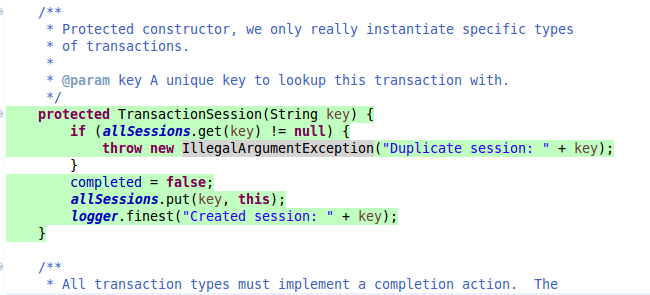 /**
 * Protected constructor, we only really instantiate specific types
 * of transactions.
 *
 * @param key A unique key to lookup this transaction with.
 */
protected TransactionSession(String key) {
    if (allSessions.get(key) != null) {
        throw new IllegalArgumentException("Duplicate session: " + key);
    }
    completed = false;
    allSessions.put(key, this);
    logger.finest("Created session: " + key);
}

/**
 * All transaction types must implement a completion action.  The